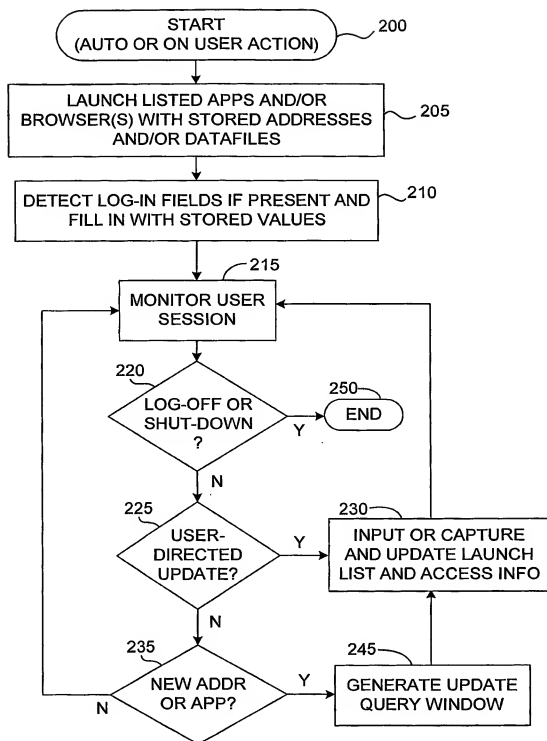 START
(AUTO OR ON USER ACTION)
200
LAUNCH LISTED APPS AND/OR
BROWSER(S) WITH STORED ADDRESSES
AND/OR DATAFILES
205
DETECT LOG-IN FIELDS IF PRESENT AND
FILL IN WITH STORED VALUES
210
215
MONITOR USER
SESSION
220
LOG-OFF OR
SHUT-DOWN
?
Y
250
END
N
225
USER-
DIRECTED
UPDATE?
Y
230
INPUT OR CAPTURE
AND UPDATE LAUNCH
LIST AND ACCESS INFO
N
235
NEW ADDR
OR APP?
N
Y
245
GENERATE UPDATE
QUERY WINDOW